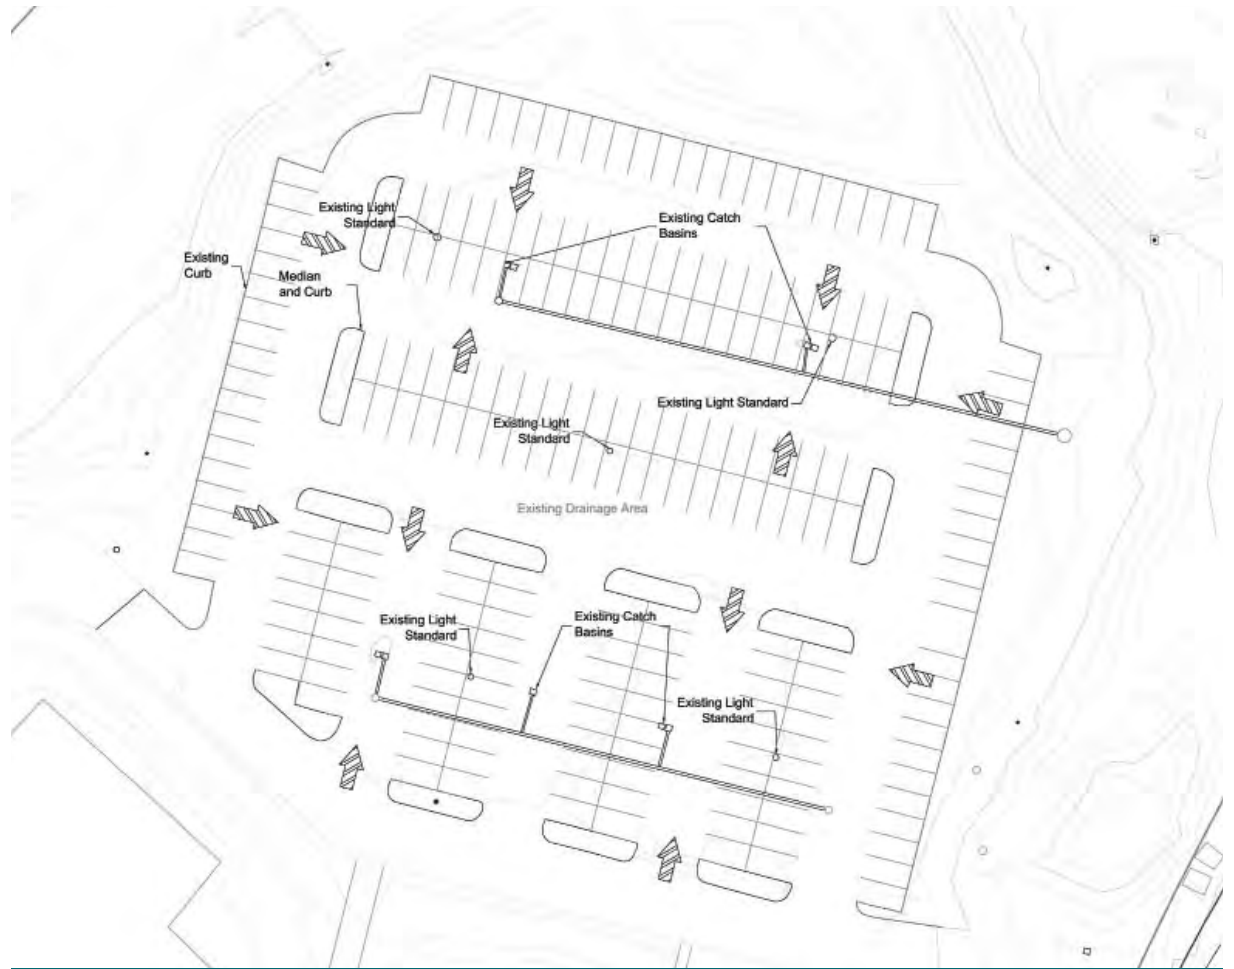 Existing Light
Standard
Existing Catch
Basins
Existing
Curb
Median
and Curb
Existing Light Standard
Existing Light
Standard
Existing Drainage Area
Existing Light
Standard
Existing Catch
Basins
Existing Light
Standard